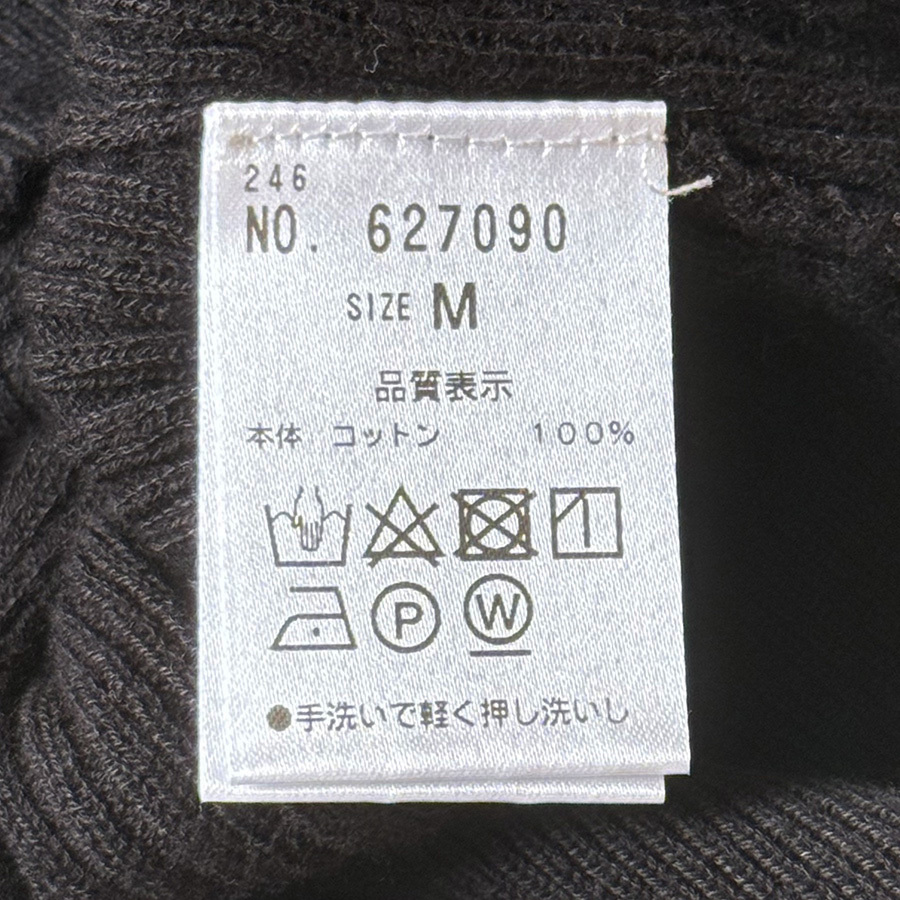 246
NO. 627090
SIZE M
品質表示
本体 コットン 100%
P W
●手洗いで軽く押し洗いし